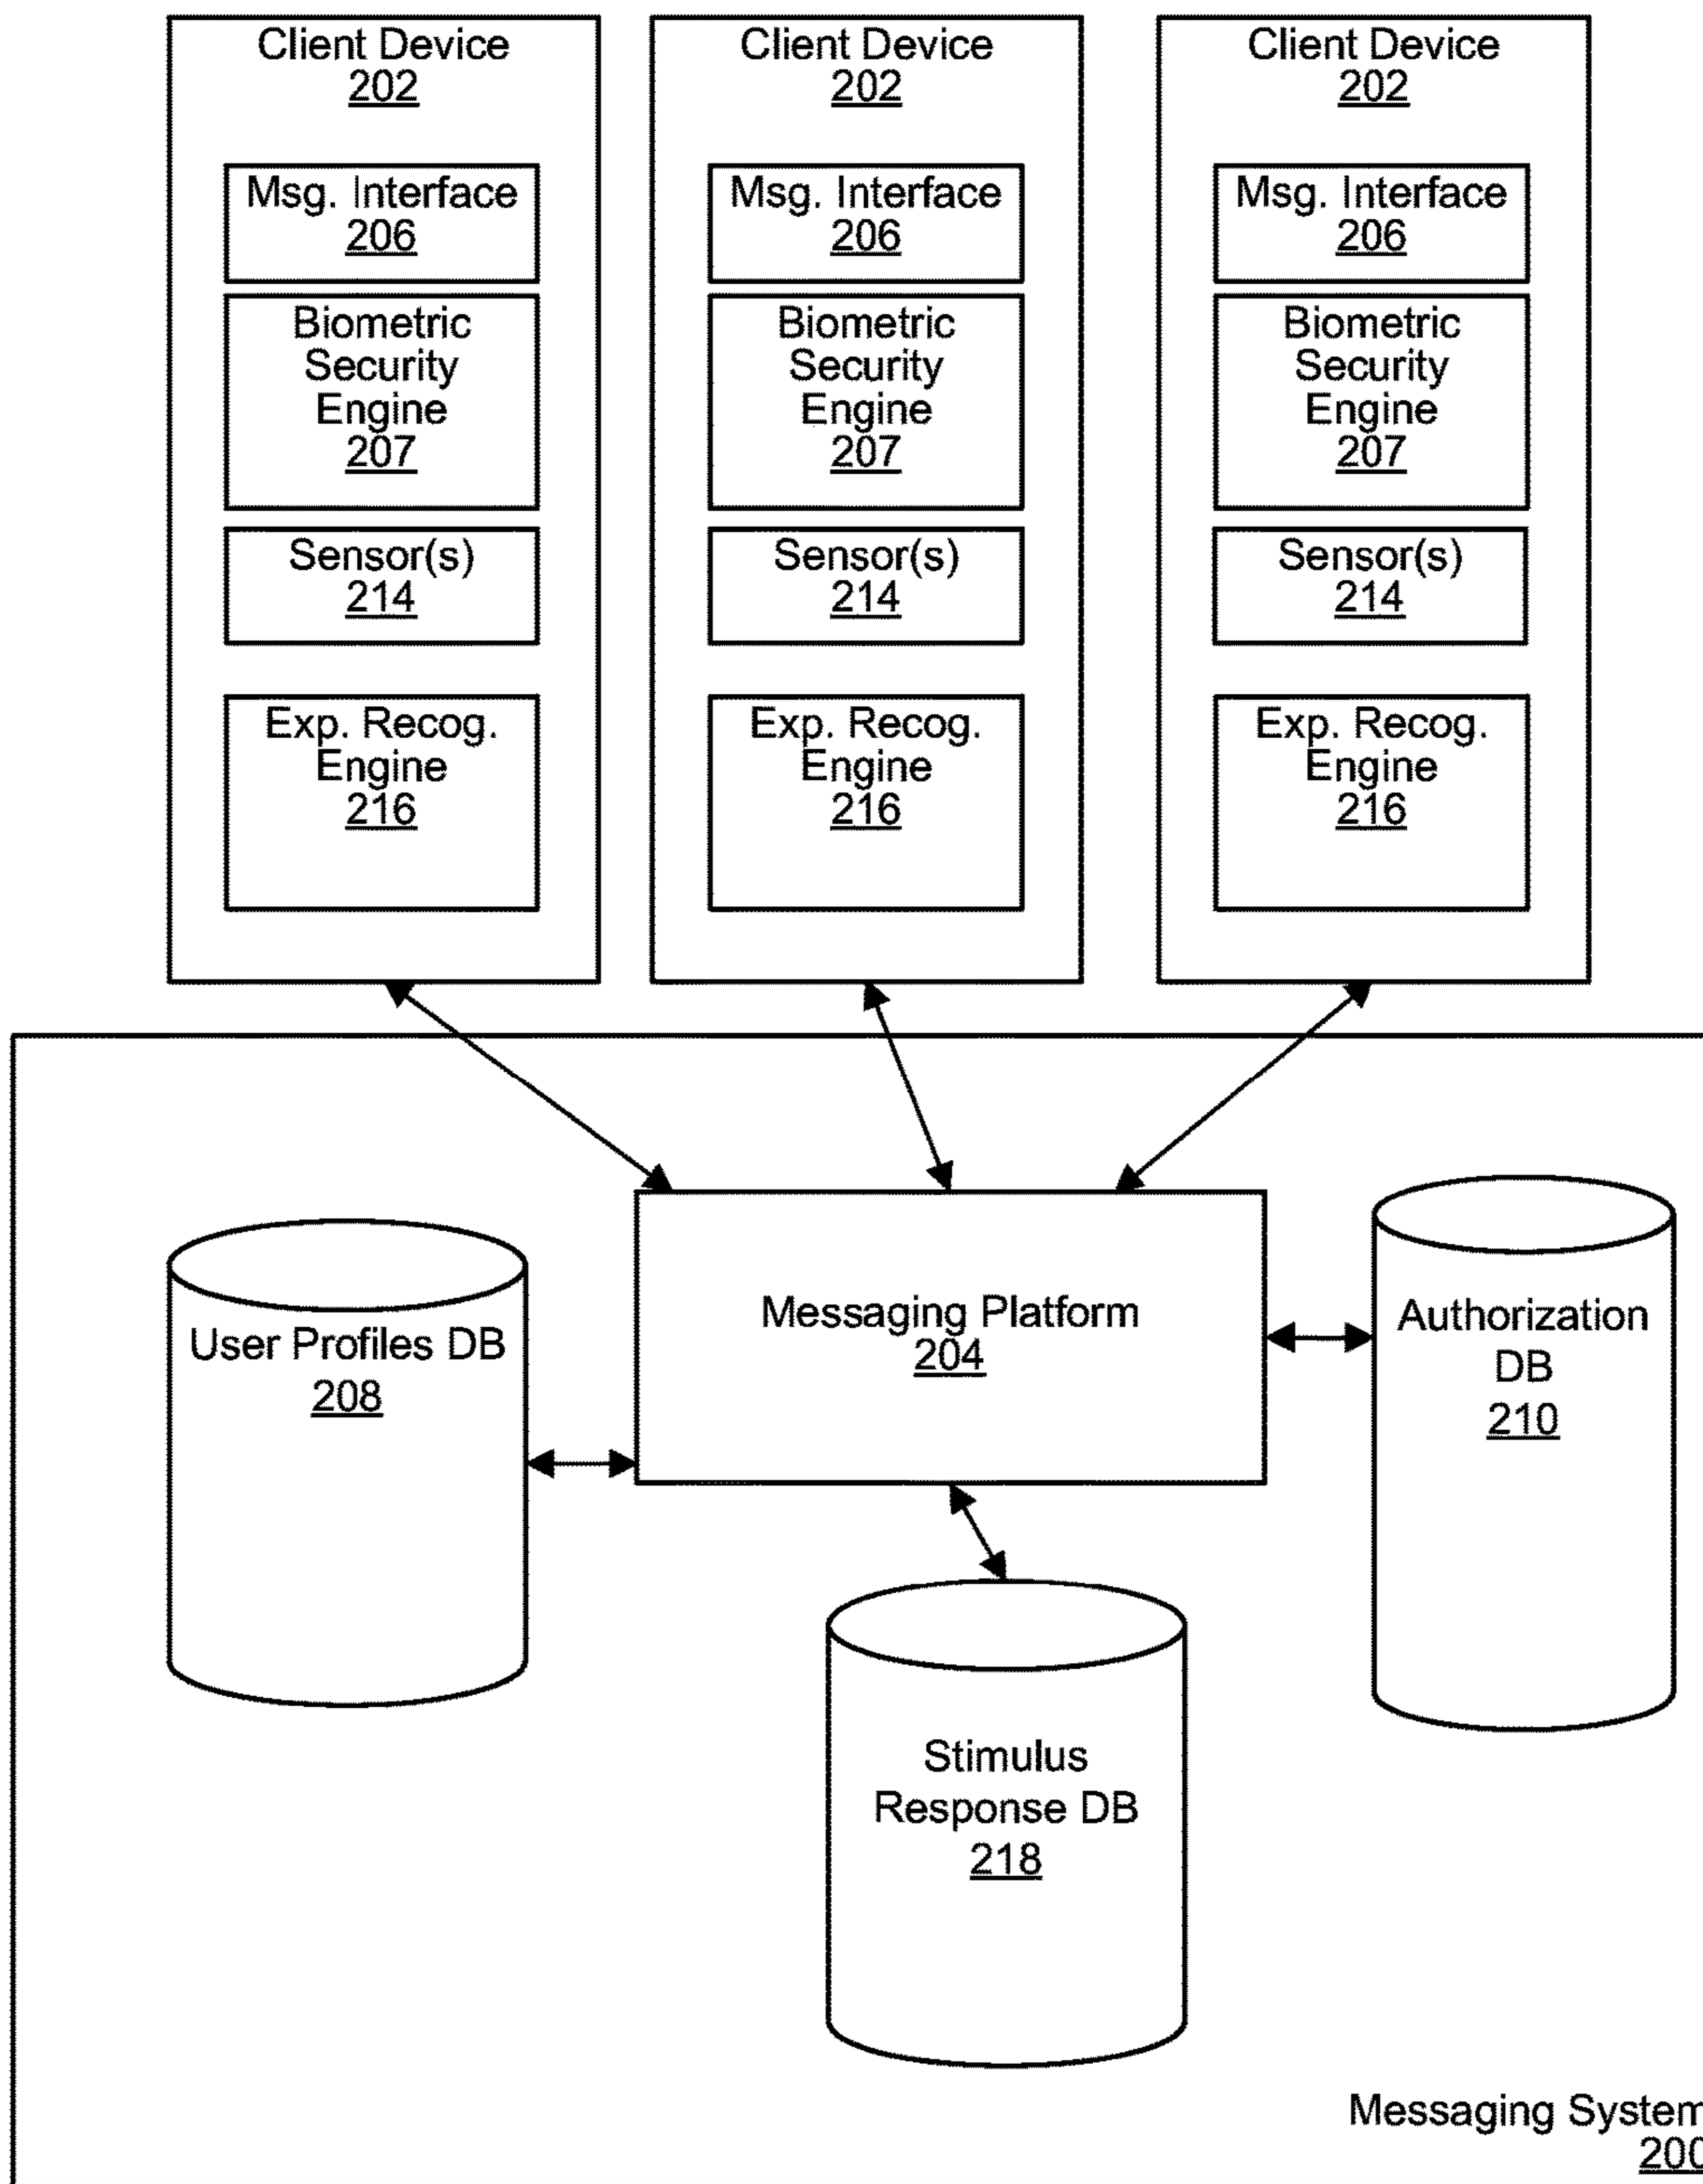 Client Device
202
Msg. Interface
206
Biometric
Security
Engine
207
Sensor(s)
214
Exp. Recog.
Engine
216
Client Device
202
Msg. Interface
206
Biometric
Security
Engine
207
Sensor(s)
214
Exp. Recog.
Engine
216
Client Device
202
Msg. Interface
206
Biometric
Security
Engine
207
Sensor(s)
214
Exp. Recog.
Engine
216
User Profiles DB
208
Messaging Platform
204
Authorization
DB
210
Stimulus
Response DB
218
Messaging System
200